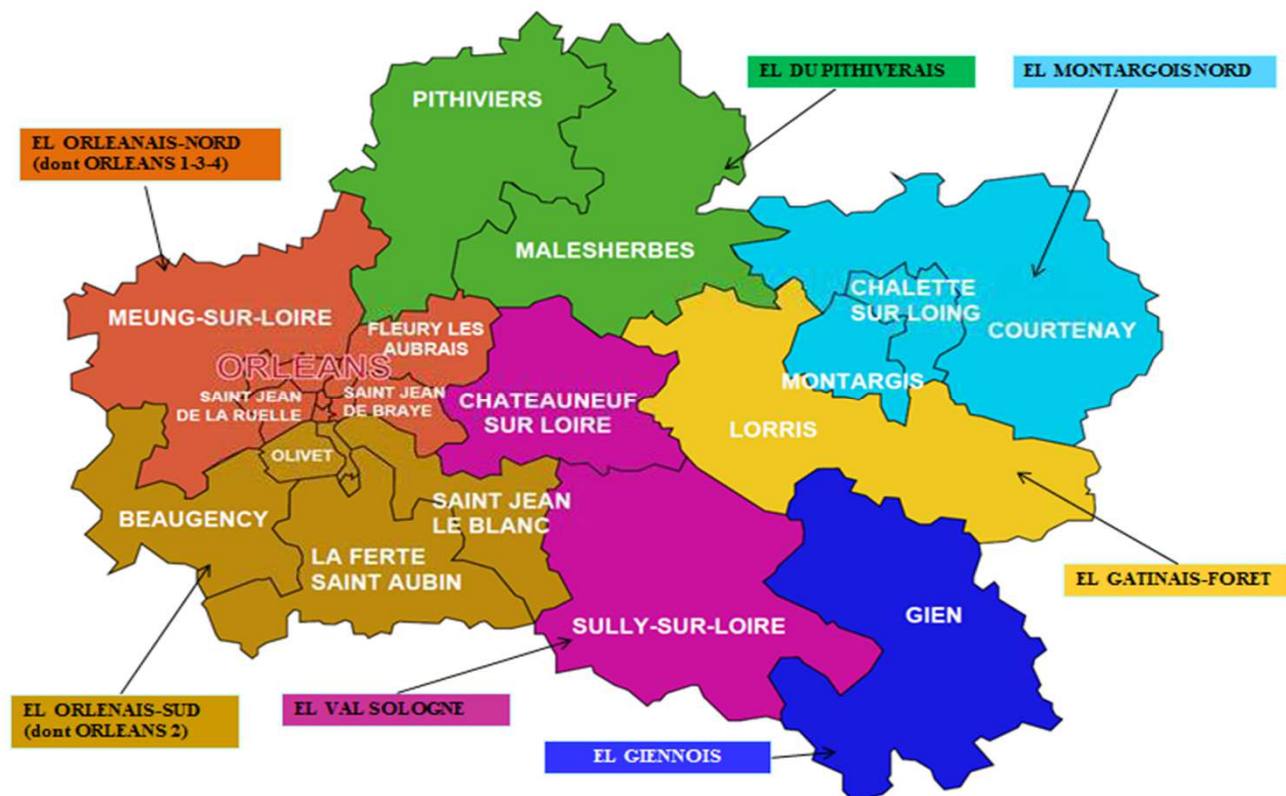 EL DU PITHIVERAIS
EL MONTARGOIS NORD
PITHIVIERS
EL ORLEANAIS-NORD
(dont ORLEANS 1-3-4)
MALESHERBES
MEUNG-SUR-LOIRE
FLEURY LES
AUBRAIS
CHALETTE
SUR LOING
COURTENAY
ORLEANS
SAINT JEAN
DE LA RUELLE
SAINT JEAN
DE BRAYE
MONTARGIS
CHATEAUNEUF
SUR LOIRE
LORRIS
OLIVET
BEAUGENCY
SAINT JEAN
LE BLANC
LA FERTE
SAINT AUBIN
EL GATINAIS-FORET
SULLY-SUR-LOIRE
GIEN
EL ORLENAIS-SUD
(dont ORLEANS 2)
EL VAL SOLOGNE
EL GIENNOIS